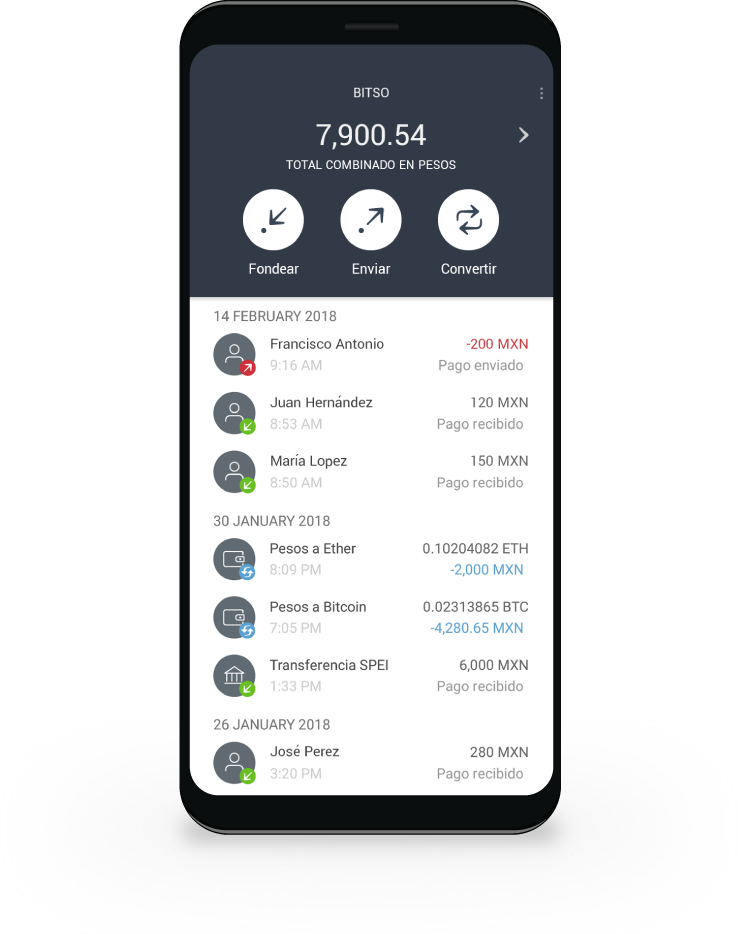 BITSO
7,900.54
TOTAL COMBINADO EN PESOS
Fondear Enviar Convertir
14 FEBRUARY 2018
Francisco Antonio -200 MXN
9:16 AM Pago enviado
Juan Hernández 120 MXN
8:53 AM Pago recibido
María Lopez 150 MXN
8:50 AM Pago recibido
30 JANUARY 2018
Pesos a Ether 0.10204082 ETH
8:09 PM -2,000 MXN
Pesos a Bitcoin 0.02313865 BTC
7:05 PM -4,280.65 MXN
Transferencia SPEI 6,000 MXN
1:33 PM Pago recibido
26 JANUARY 2018
José Perez 280 MXN
3:20 PM Pago recibido